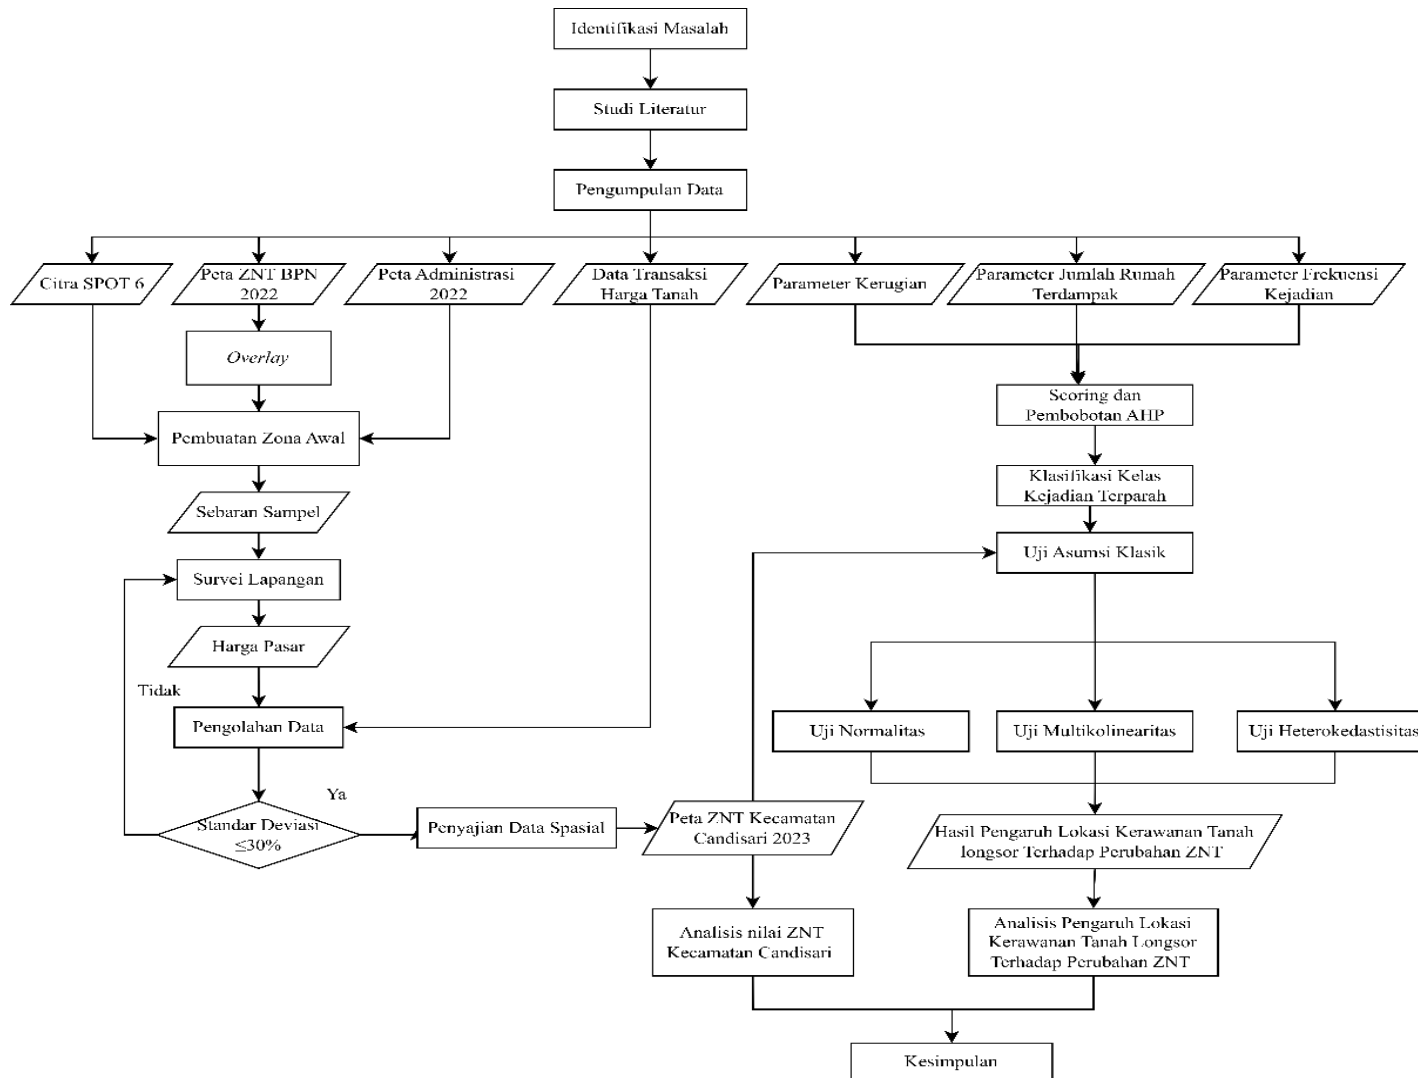 Identifikasi Masalah
Studi Literatur
Pengumpulan Data
Citra SPOT 6
Peta ZNT BPN
2022
Peta Administrasi
2022
Data Transaksi
Harga Tanah
Parameter Kerugian
Parameter Jumlah Rumah
Terdampak
Parameter Frekuensi
Kejadian
Overlay
Pembuatan Zona Awal
Scoring dan
Pembobotan AHP
Klasifikasi Kelas
Kejadian Terparah
Sebaran Sampel
Uji Asumsi Klasik
Survei Lapangan
Harga Pasar
Tidak
Pengolahan Data
Uji Normalitas
Uji Multikolinearitas
Uji Heterokedastisitas
Ya
Standar Deviasi
≤30%
Penyajian Data Spasial
Peta ZNT Kecamatan
Candisari 2023
Hasil Pengaruh Lokasi Kerawanan Tanah
longsor Terhadap Perubahan ZNT
Analisis nilai ZNT
Kecamatan Candisari
Analisis Pengaruh Lokasi
Kerawanan Tanah Longsor
Terhadap Perubahan ZNT
Kesimpulan